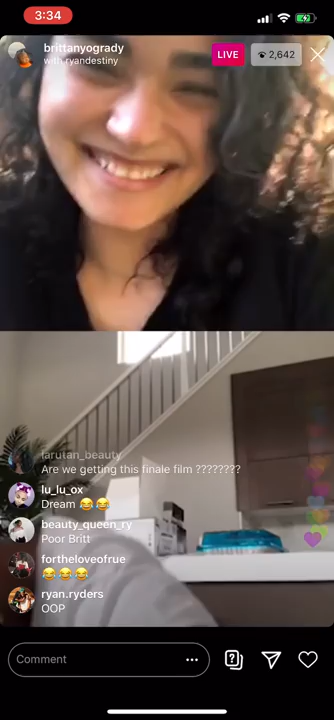 3:34
brittanyogrady
with ryandestiny
LIVE
2,642
larutan_beauty
Are we getting this finale film ????????
lu_lu_ox
Dream 😂😂
beauty_queen_ry
Poor Britt
fortheloveofrue
😂😂😂
ryan.ryders
OOP
Comment